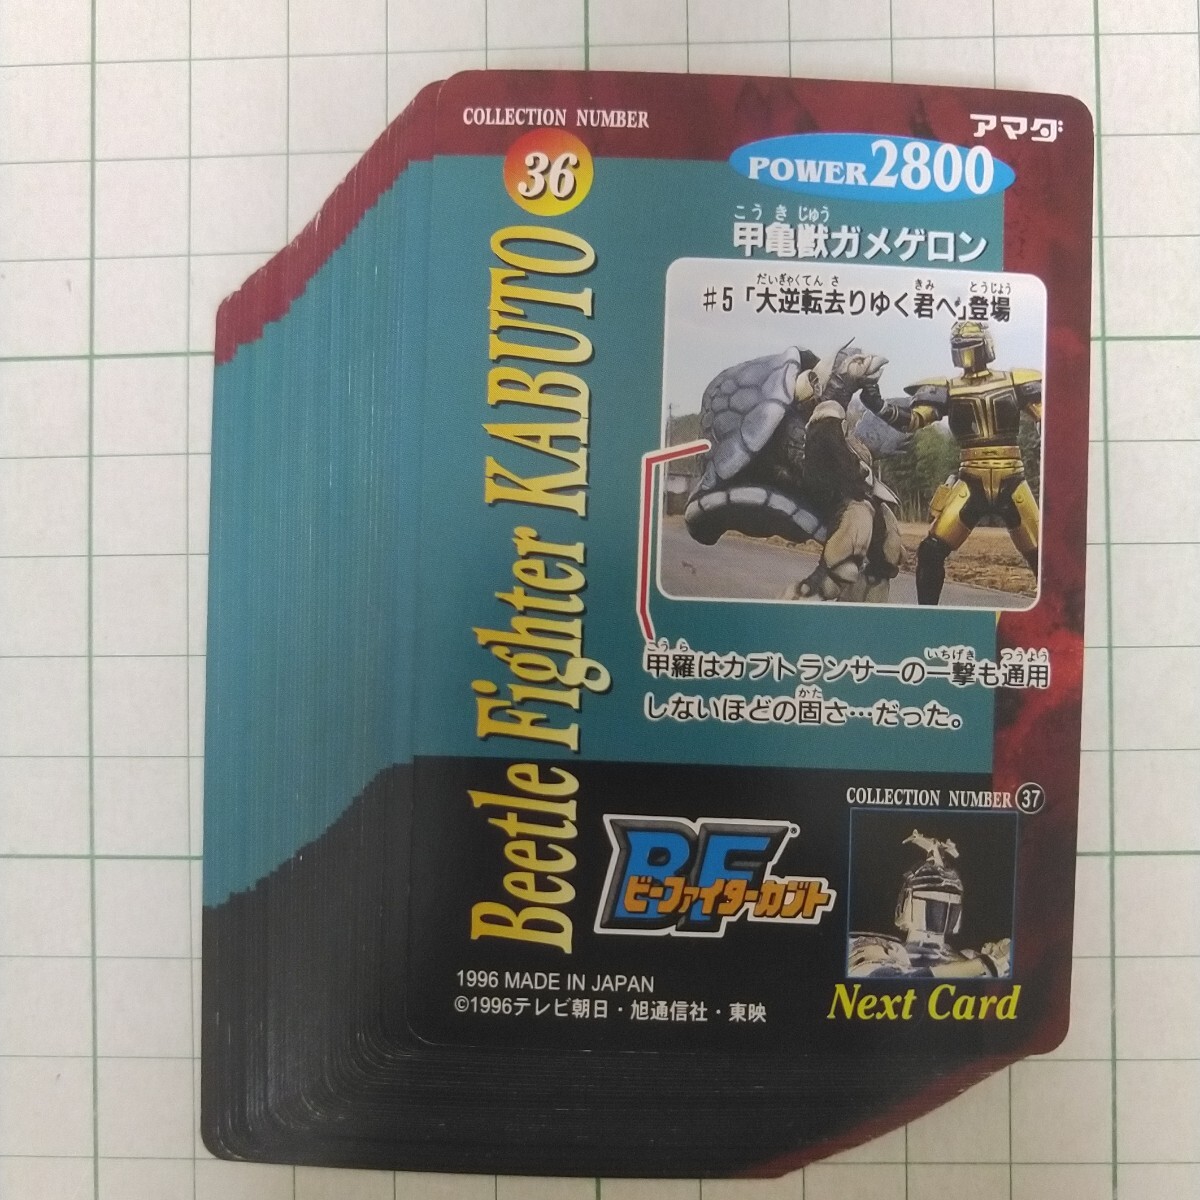 COLLECTION NUMBER
36
アマダ
POWER 2800
こうきじゅう
甲亀獣ガメゲロン
だいぎゃくてんさ きみ とうじょう
#5「大逆転去りゆく君へ」登場
Beetle Fighter KABUTO
こうら いちげき つうよう
甲羅はカブトランサーの一撃も通用
かた
しないほどの固さ…だった。
COLLECTION NUMBER 37
BF
ビーファイターカブト
®
Next Card
1996 MADE IN JAPAN
©1996テレビ朝日・旭通信社・東映